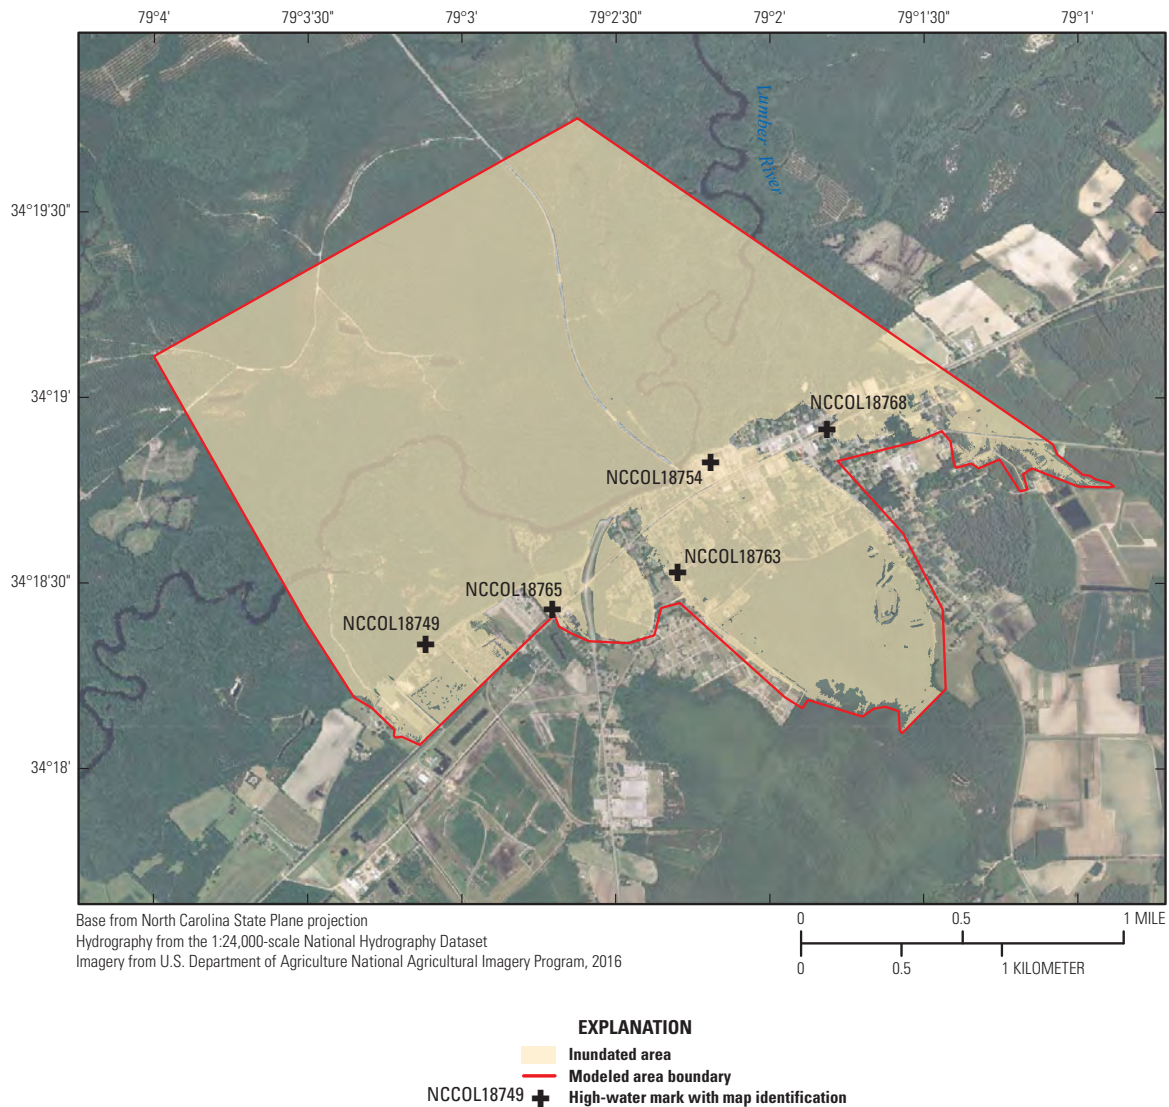 79°4' 79°3'30" 79°3' 79°2'30" 79°2' 79°1'30" 79°1'
Lumber River
34°19'30"
34°19'
NCCOL18768
NCCOL18754
NCCOL18763
34°18'30"
NCCOL18765
NCCOL18749
34°18'
Base from North Carolina State Plane projection
Hydrography from the 1:24,000-scale National Hydrography Dataset
Imagery from U.S. Department of Agriculture National Agricultural Imagery Program, 2016
0 0.5 1 MILE
0 0.5 1 KILOMETER
EXPLANATION
Inundated area
Modeled area boundary
NCCOL18749 High-water mark with map identification